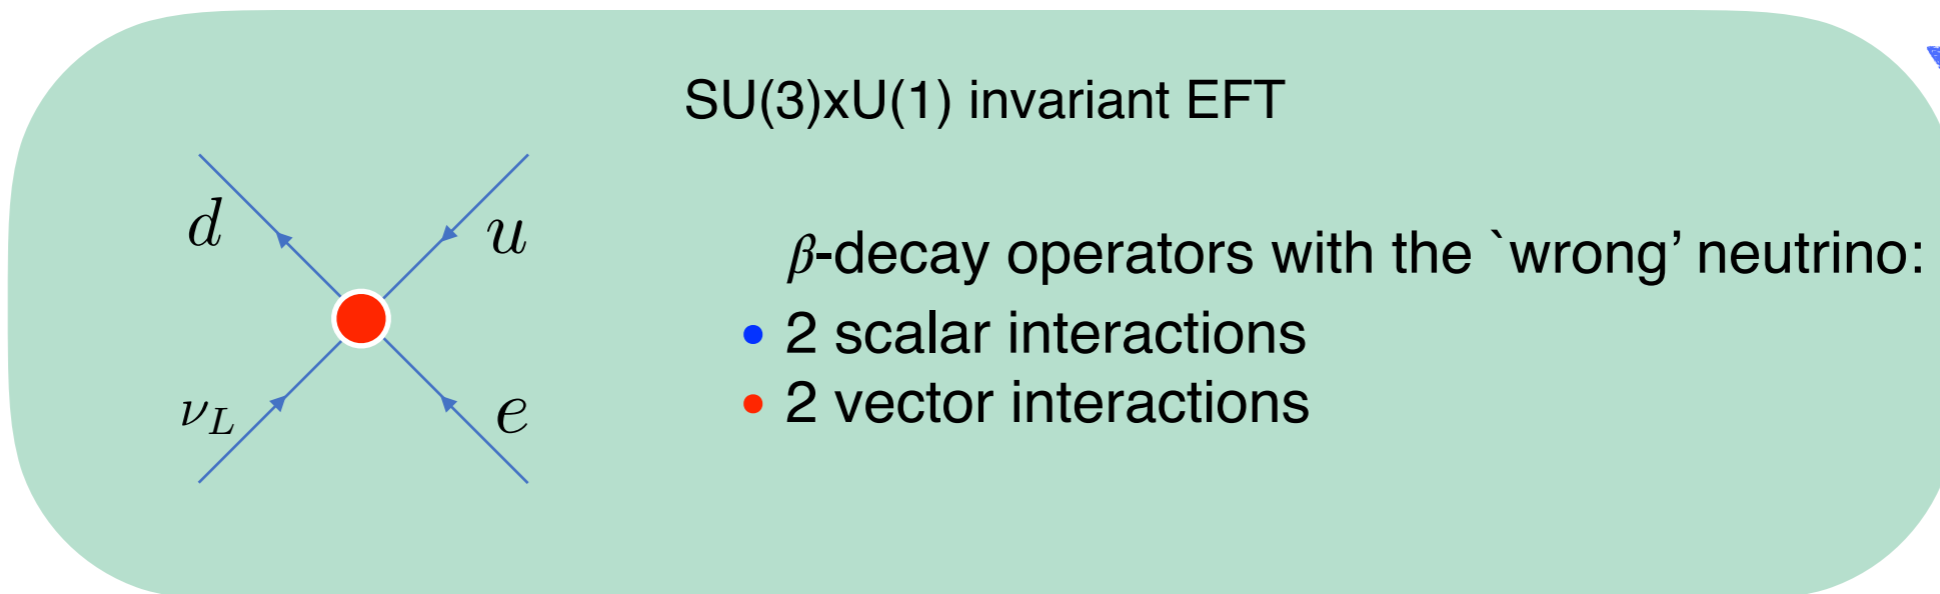 SU(3)xU(1) invariant EFT
d
u
β-decay operators with the `wrong’ neutrino:
• 2 scalar interactions
ν_L
e
• 2 vector interactions